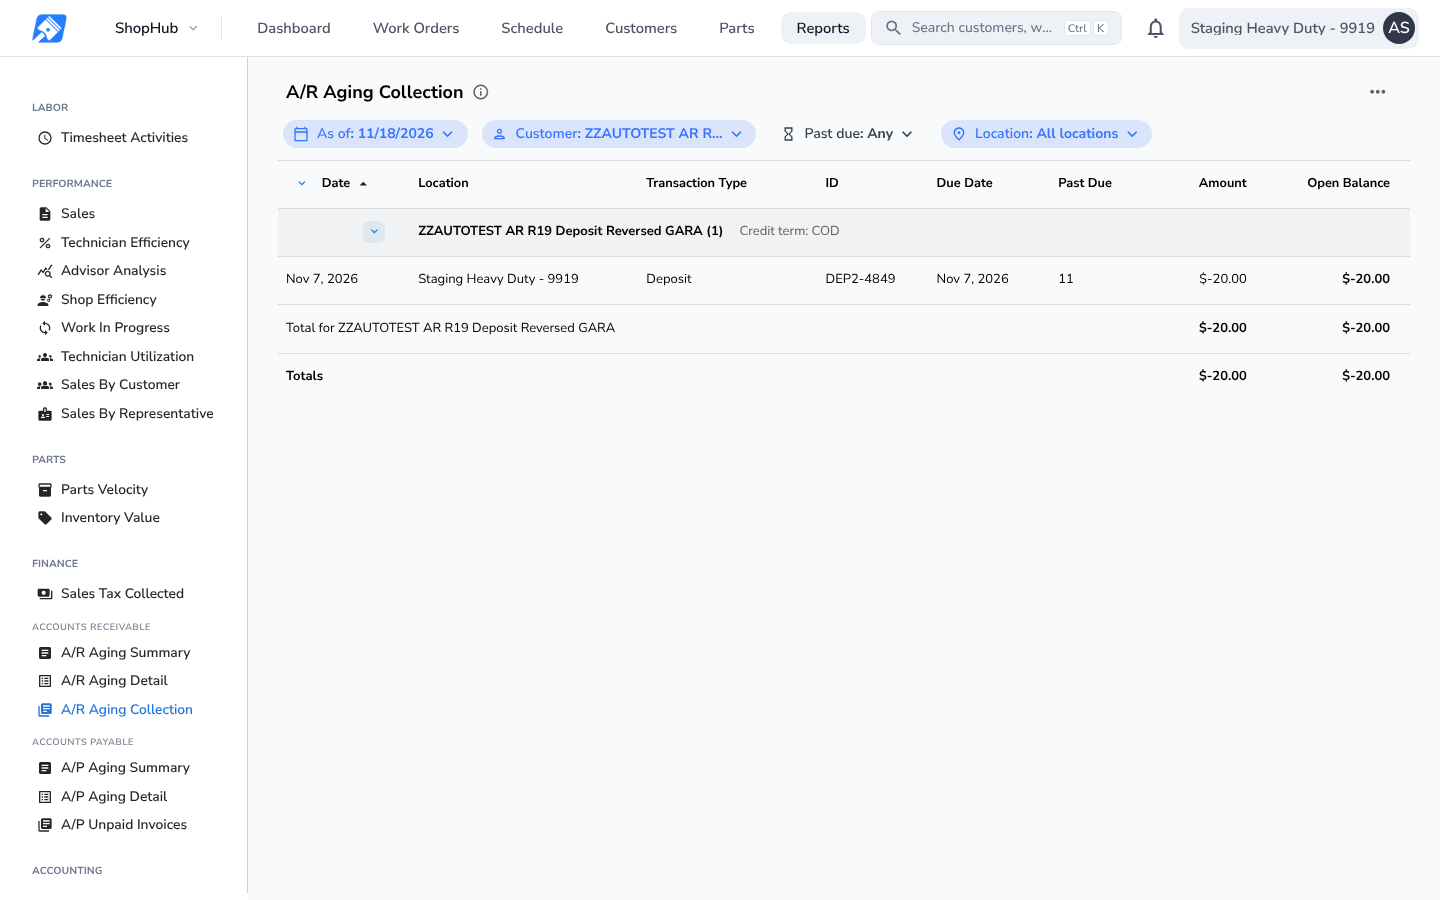 ShopHub
Dashboard
Work Orders
Schedule
Customers
Parts
Reports
Search customers, w...
Ctrl
K
Staging Heavy Duty - 9919
AS
LABOR
Timesheet Activities
PERFORMANCE
Sales
Technician Efficiency
Advisor Analysis
Shop Efficiency
Work In Progress
Technician Utilization
Sales By Customer
Sales By Representative
PARTS
Parts Velocity
Inventory Value
FINANCE
Sales Tax Collected
ACCOUNTS RECEIVABLE
A/R Aging Summary
A/R Aging Detail
A/R Aging Collection
ACCOUNTS PAYABLE
A/P Aging Summary
A/P Aging Detail
A/P Unpaid Invoices
ACCOUNTING
A/R Aging Collection
As of: 11/18/2026
Customer: ZZAUTOTEST AR R...
Past due: Any
Location: All locations
Date Location Transaction Type ID Due Date Past Due Amount Open Balance
ZZAUTOTEST AR R19 Deposit Reversed GARA (1) Credit term: COD
Nov 7, 2026 Staging Heavy Duty - 9919 Deposit DEP2-4849 Nov 7, 2026 11 $-20.00 $-20.00
Total for ZZAUTOTEST AR R19 Deposit Reversed GARA $-20.00 $-20.00
Totals $-20.00 $-20.00